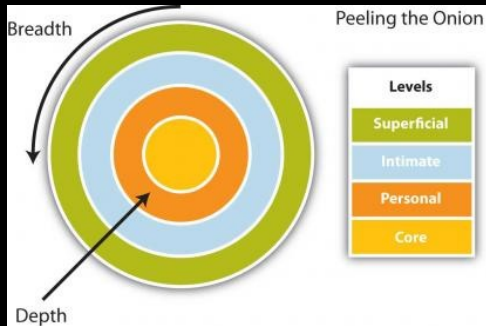 Peeling the Onion
Breadth
Levels
Superficial
Intimate
Personal
Core
Depth